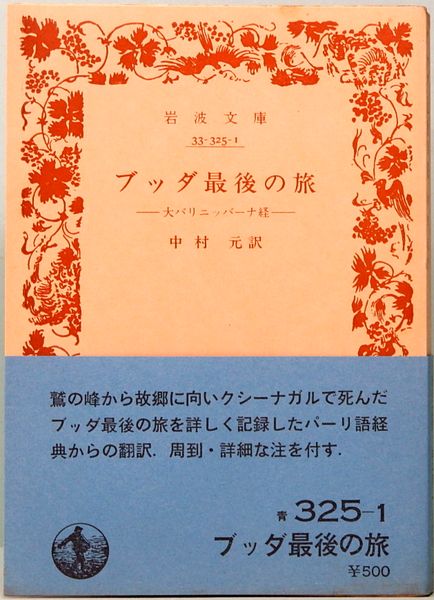 岩波文庫
33-325-1
ブッダ最後の旅
―大パリニッバーナ経―
中村 元訳
鷲の峰から故郷に向いクシーナガルで死んだ
ブッダ最後の旅を詳しく記録したパーリ語経
典からの翻訳．周到・詳細な注を付す．
青 325-1
ブッダ最後の旅
￥500